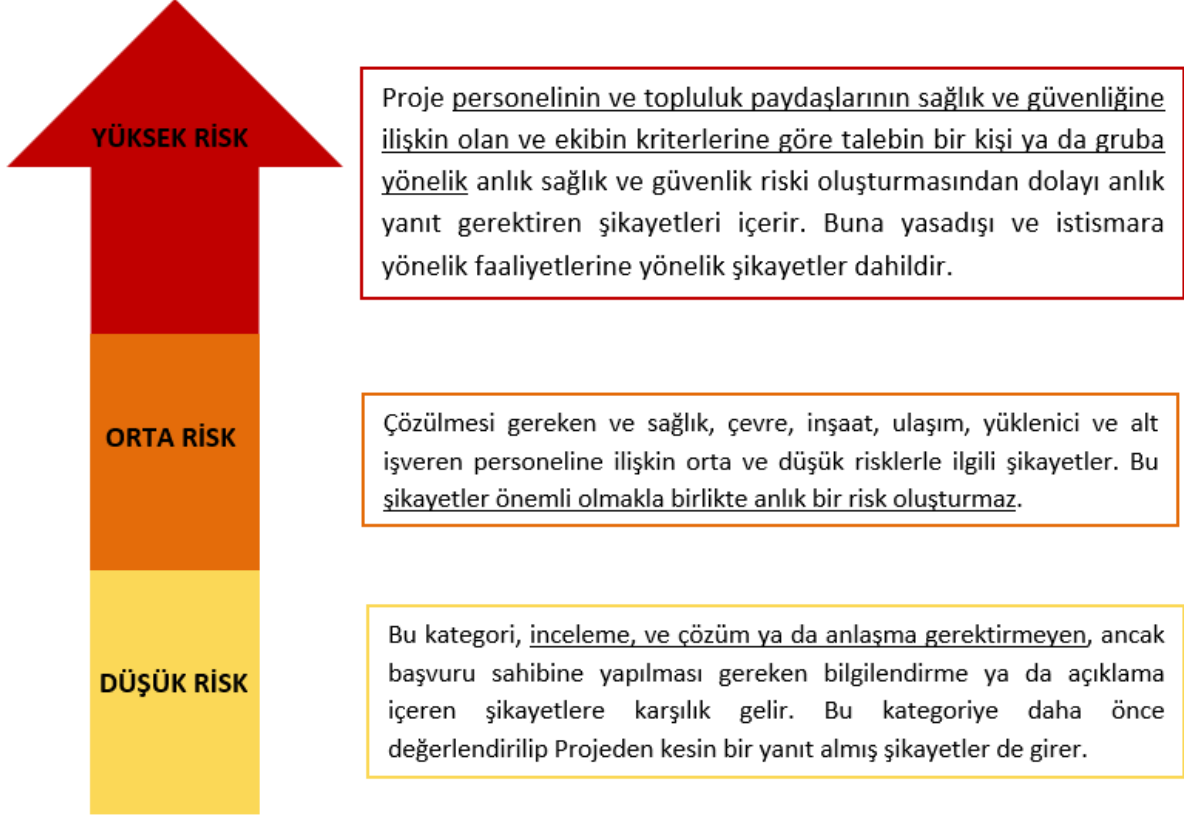 YÜKSEK RİSK
Proje personelinin ve topluluk paydaşlarının sağlık ve güvenliğine
ilişkin olan ve ekibin kriterlerine göre talebin bir kişi ya da gruba
yönelik anlık sağlık ve güvenlik riski oluşturmasından dolayı anlık
yanıt gerektiren şikayetleri içerir. Buna yasadışı ve istismara
yönelik faaliyetlerine yönelik şikayetler dahildir.
ORTA RİSK
Çözülmesi gereken ve sağlık, çevre, inşaat, ulaşım, yüklenici ve alt
işveren personeline ilişkin orta ve düşük risklerle ilgili şikayetler. Bu
şikayetler önemli olmakla birlikte anlık bir risk oluşturmaz.
DÜŞÜK RİSK
Bu kategori, inceleme, ve çözüm ya da anlaşma gerektirmeyen, ancak
başvuru sahibine yapılması gereken bilgilendirme ya da açıklama
içeren şikayetlere karşılık gelir. Bu kategoriye daha önce
değerlendirilip Projeden kesin bir yanıt almış şikayetler de girer.